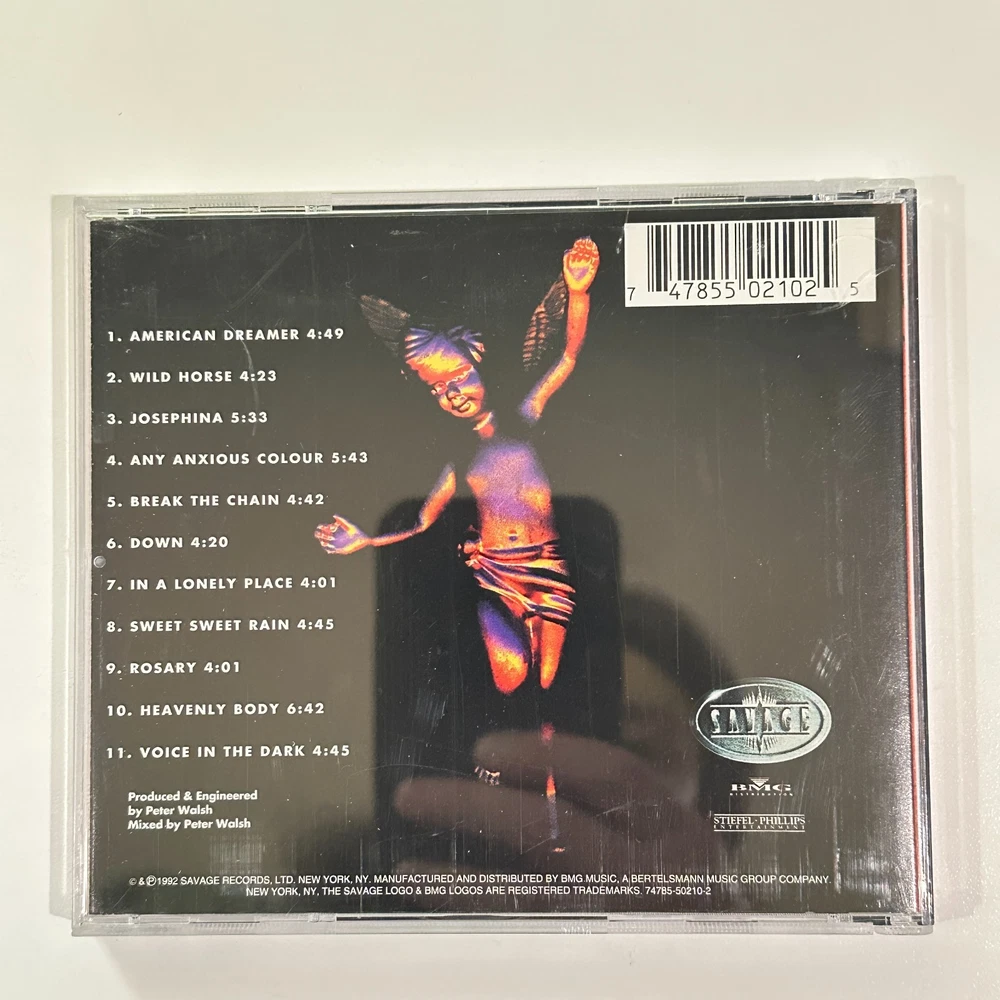 7 47855 02102 5
1. AMERICAN DREAMER 4:49
2. WILD HORSE 4:23
3. JOSEPHINA 5:33
4. ANY ANXIOUS COLOUR 5:43
5. BREAK THE CHAIN 4:42
6. DOWN 4:20
7. IN A LONELY PLACE 4:01
8. SWEET SWEET RAIN 4:45
9. ROSARY 4:01
10. HEAVENLY BODY 6:42
11. VOICE IN THE DARK 4:45
SAVAGE
Produced & Engineered
by Peter Walsh
Mixed by Peter Walsh
BMG
DISTRIBUTION
STIEFEL·PHILLIPS
ENTERTAINMENT
© & ℗1992 SAVAGE RECORDS, LTD. NEW YORK, NY. MANUFACTURED AND DISTRIBUTED BY BMG MUSIC, A BERTELSMANN MUSIC GROUP COMPANY.
NEW YORK, NY, THE SAVAGE LOGO & BMG LOGOS ARE REGISTERED TRADEMARKS. 74785-50210-2